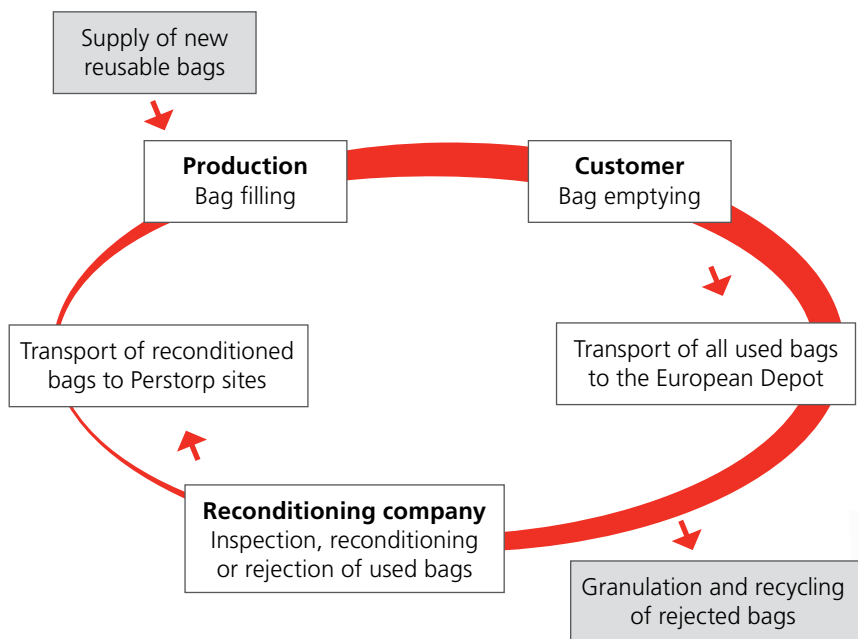 Supply of new
reusable bags
Production
Bag filling
Customer
Bag emptying
Transport of reconditioned
bags to Perstorp sites
Transport of all used bags
to the European Depot
Reconditioning company
Inspection, reconditioning
or rejection of used bags
Granulation and recycling
of rejected bags